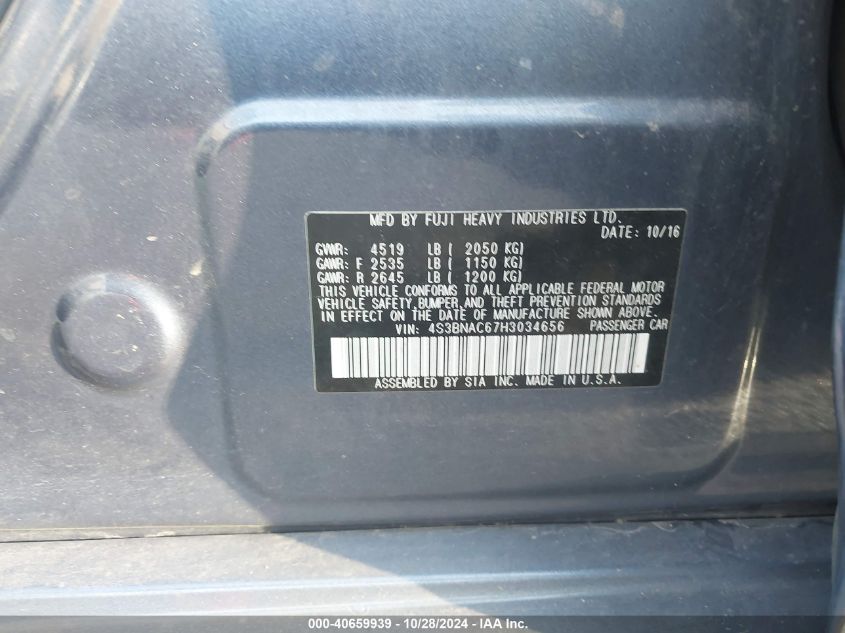 MFD BY FUJI HEAVY INDUSTRIES LTD.
DATE: 10/16
GVWR: 4519 LB ( 2050 KG)
GAWR: F 2535 LB ( 1150 KG)
GAWR: R 2645 LB ( 1200 KG)
THIS VEHICLE CONFORMS TO ALL APPLICABLE FEDERAL MOTOR
VEHICLE SAFETY, BUMPER, AND THEFT PREVENTION STANDARDS
IN EFFECT ON THE DATE OF MANUFACTURE SHOWN ABOVE.
VIN: 4S3BNAC67H3034656 PASSENGER CAR
ASSEMBLED BY SIA INC. MADE IN U.S.A.
000-40659939 - 10/28/2024 - IAA Inc.